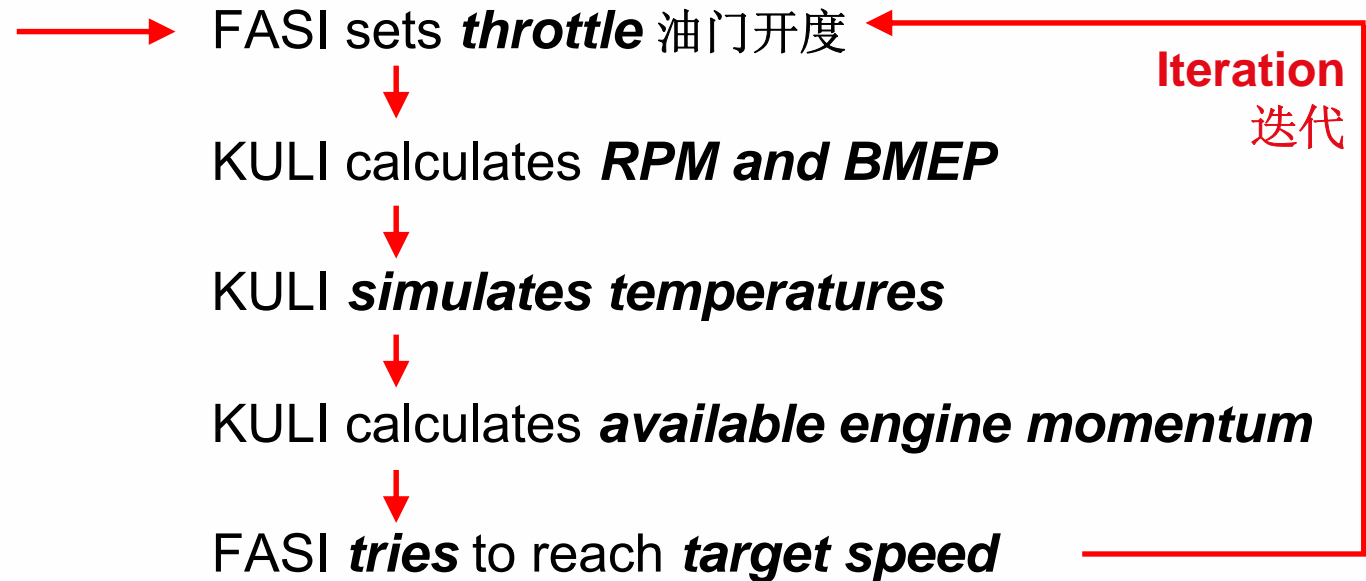 FASI sets throttle 油门开度
Iteration
迭代
KULI calculates RPM and BMEP
KULI simulates temperatures
KULI calculates available engine momentum
FASI tries to reach target speed